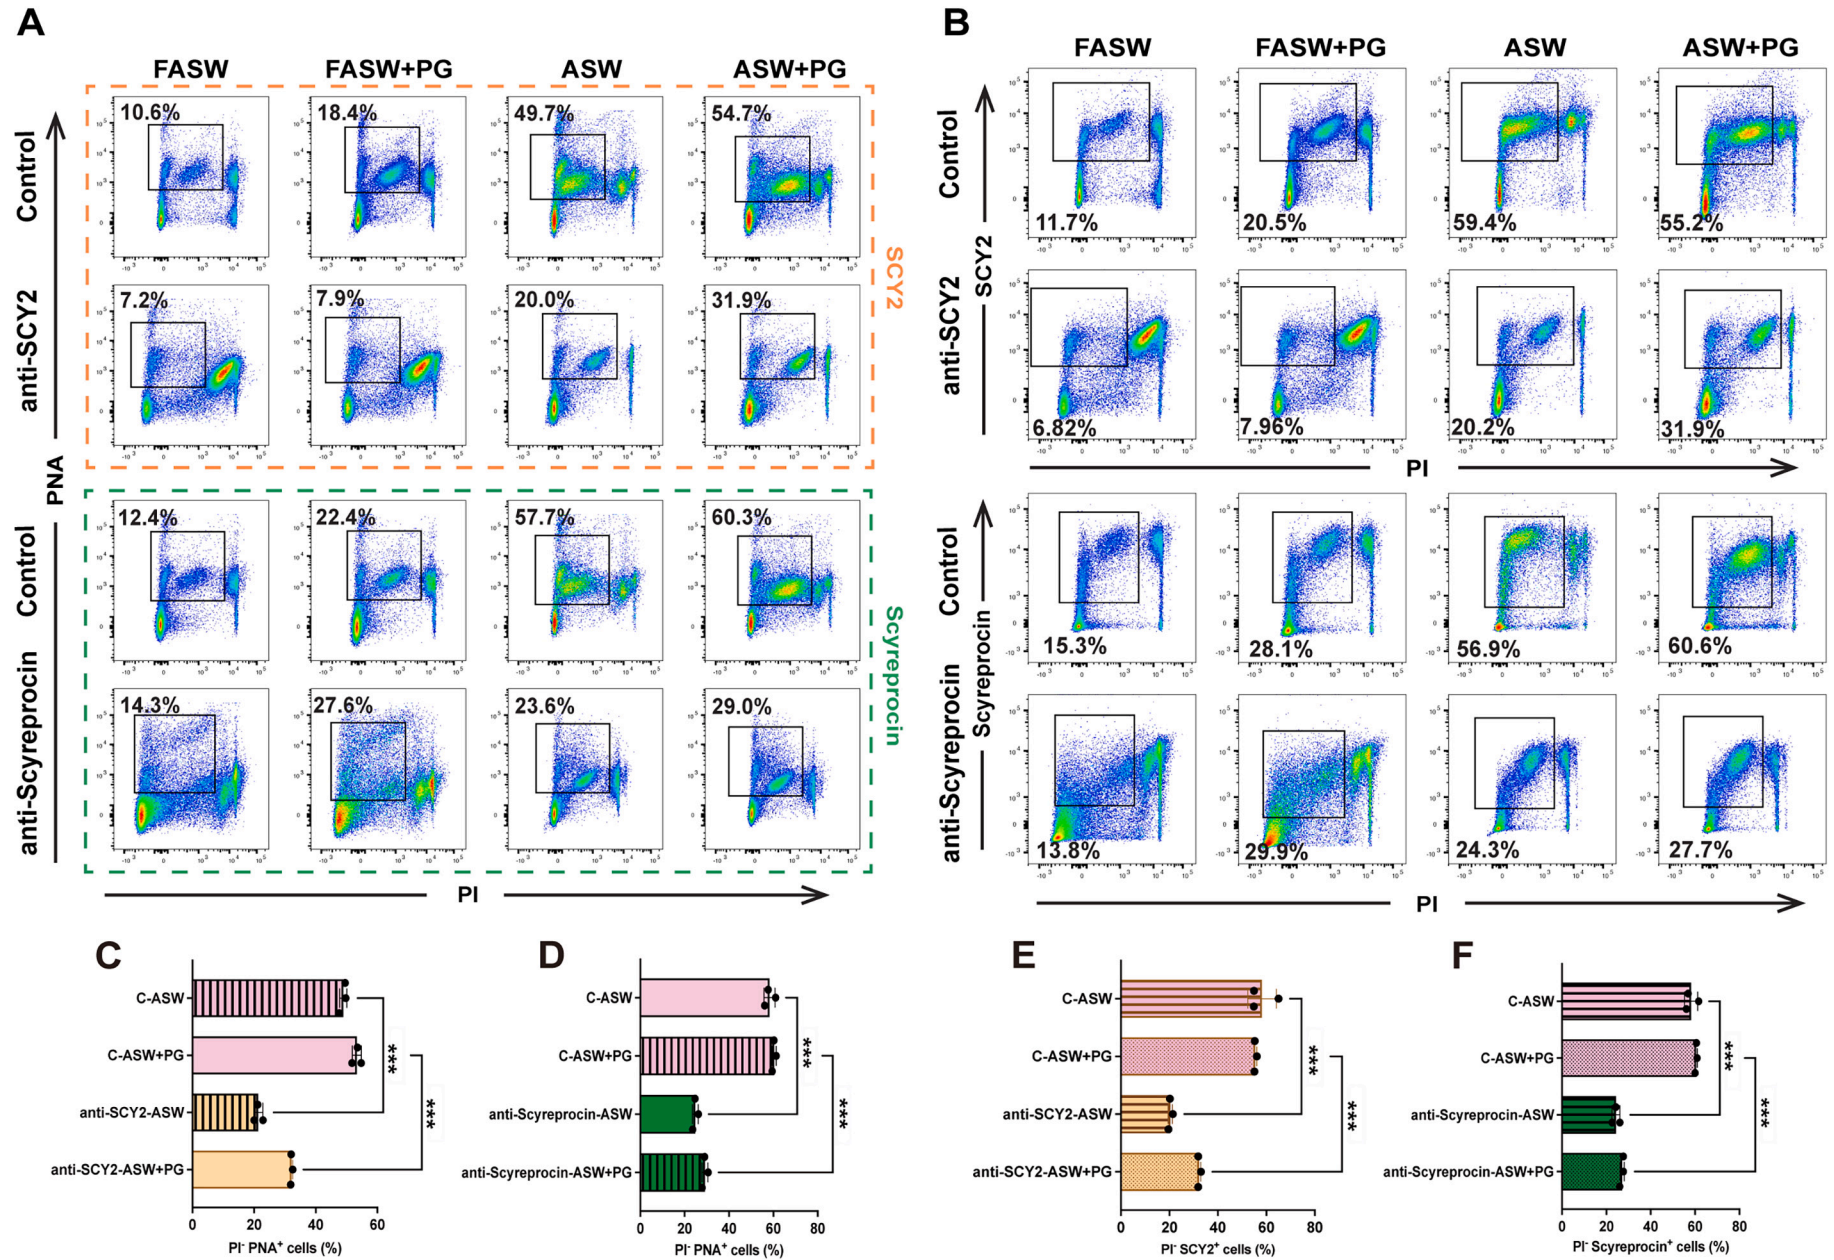 A
FASW
FASW+PG
ASW
ASW+PG
Control
10.6%
18.4%
49.7%
54.7%
anti-SCY2
7.2%
7.9%
20.0%
31.9%
SCY2
PNA
Control
12.4%
22.4%
57.7%
60.3%
anti-Scyreprocin
14.3%
27.6%
23.6%
29.0%
Scyreprocin
PI
B
FASW
FASW+PG
ASW
ASW+PG
Control
11.7%
20.5%
59.4%
55.2%
SCY2
anti-SCY2
6.82%
7.96%
20.2%
31.9%
PI
Control
15.3%
28.1%
56.9%
60.6%
Scyreprocin
anti-Scyreprocin
13.8%
29.9%
24.3%
27.7%
PI
C
C-ASW
C-ASW+PG
anti-SCY2-ASW
anti-SCY2-ASW+PG
***
***
0 20 40 60
PI- PNA+ cells (%)
D
C-ASW
C-ASW+PG
anti-Scyreprocin-ASW
anti-Scyreprocin-ASW+PG
***
***
0 20 40 60 80
PI- PNA+ cells (%)
E
C-ASW
C-ASW+PG
anti-SCY2-ASW
anti-SCY2-ASW+PG
***
***
0 20 40 60 80
PI- SCY2+ cells (%)
F
C-ASW
C-ASW+PG
anti-Scyreprocin-ASW
anti-Scyreprocin-ASW+PG
***
***
0 20 40 60 80
PI- Scyreprocin+ cells (%)